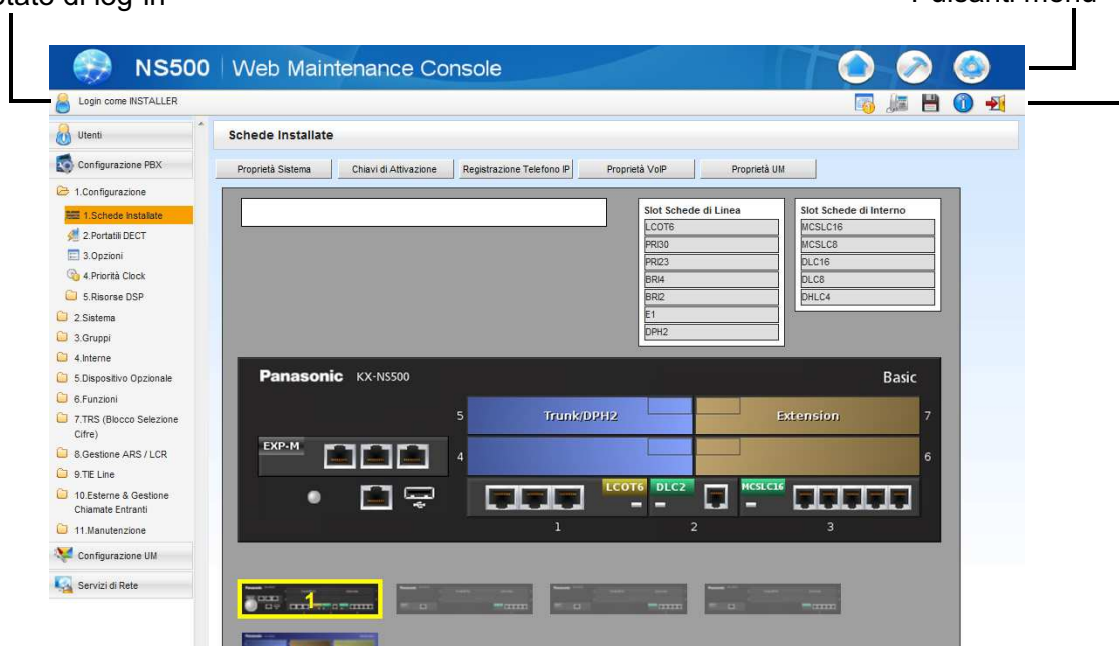 di log-in
menu
NS500 Web Maintenance Console
Login come INSTALLER
Utenti
Configurazione PBX
1.Configurazione
1.Schede Installate
2.Portatili DECT
3.Opzioni
4.Priorità Clock
5.Risorse DSP
2.Sistema
3.Gruppi
4.Interne
5.Dispositivo Opzionale
6.Funzioni
7.TRS (Blocco Selezione
Cifre)
8.Gestione ARS / LCR
9.TIE Line
10.Esterne & Gestione
Chiamate Entranti
11.Manutenzione
Configurazione UM
Servizi di Rete
Schede Installate
Proprietà Sistema
Chiavi di Attivazione
Registrazione Telefono IP
Proprietà VoIP
Proprietà UM
Slot Schede di Linea
LCOT6
PRI30
PRI23
BRI4
BRI2
E1
DPH2
Slot Schede di Interno
MCSLC16
MCSLC8
DLC16
DLC8
DHLC4
Panasonic KX-NS500
Basic
5
Trunk/DPH2
Extension
7
EXP-M
4
6
LCOT6
DLC2
MCSLC16
1
2
3
1